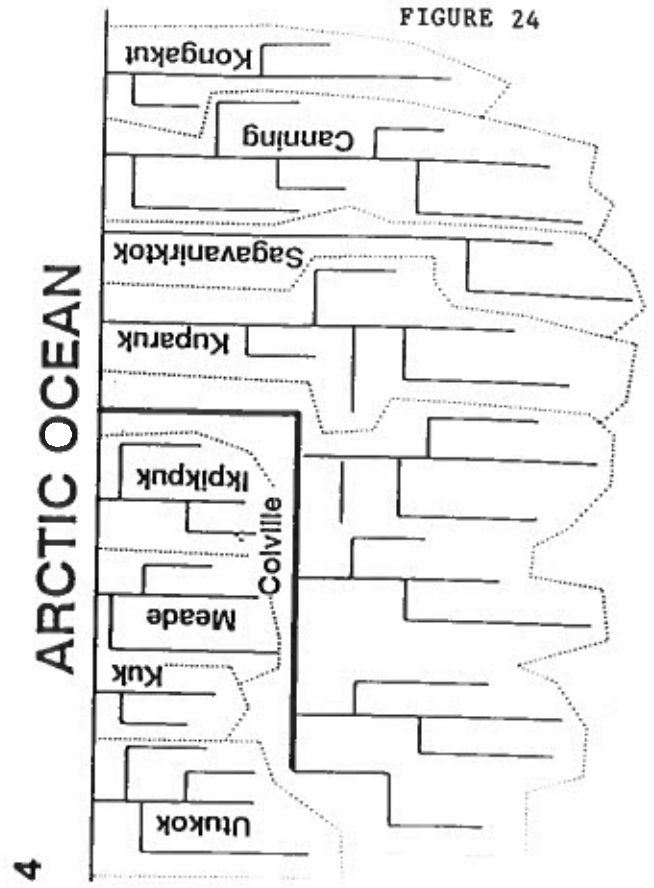 FIGURE 24
4
ARCTIC OCEAN
Kongakut
Canning
Sagavanirktok
Kuparuk
Ikpikpuk
Colville
Meade
Kuk
Utukok